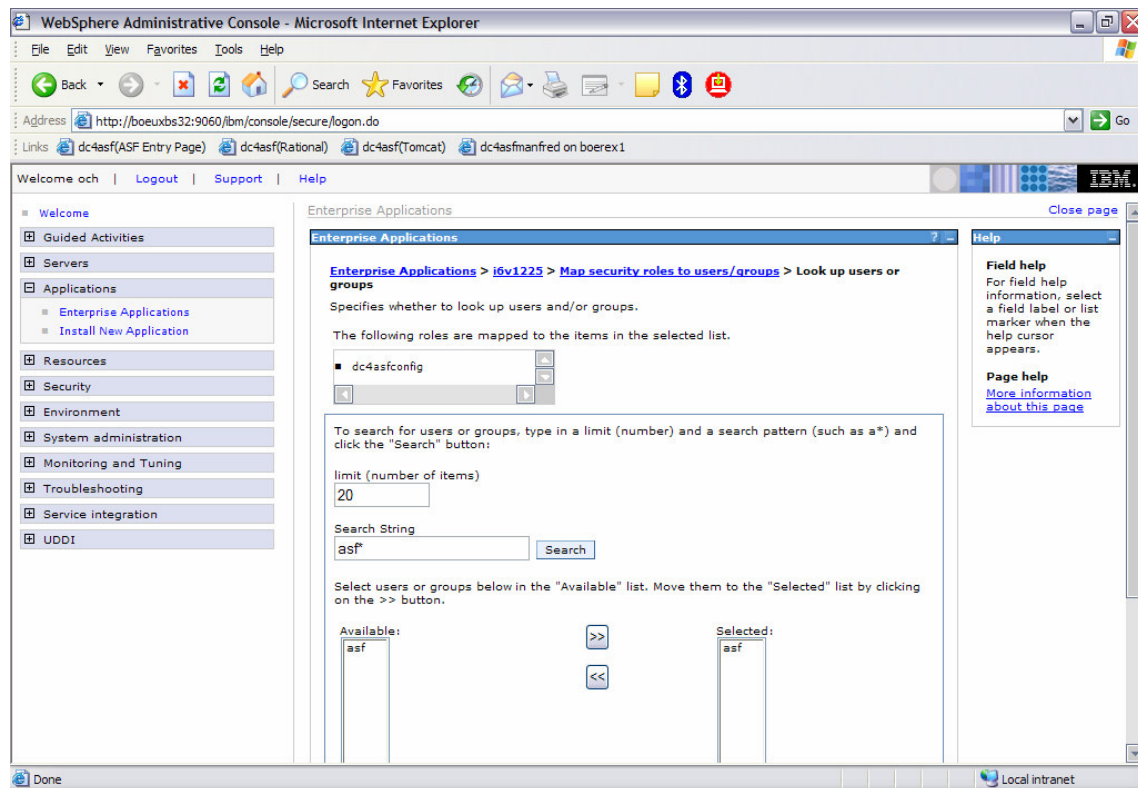 WebSphere Administrative Console - Microsoft Internet Explorer
File Edit View Favorites Tools Help
Back Search Favorites
Address http://boeuxbs32:9060/ibm/console/secure/logon.do Go
Links dc4asf(ASF Entry Page) dc4asf(Rational) dc4asf(Tomcat) dc4asfmanfred on boerex1
Welcome och | Logout | Support | Help IBM.
Welcome
Guided Activities
Servers
Applications
Enterprise Applications
Install New Application
Resources
Security
Environment
System administration
Monitoring and Tuning
Troubleshooting
Service integration
UDDI
Enterprise Applications Close page
Enterprise Applications ? -
Enterprise Applications > i6v1225 > Map security roles to users/groups > Look up users or
groups
Specifies whether to look up users and/or groups.
The following roles are mapped to the items in the selected list.
dc4asfconfig
To search for users or groups, type in a limit (number) and a search pattern (such as a*) and
click the "Search" button:
limit (number of items)
20
Search String
asf* Search
Select users or groups below in the "Available" list. Move them to the "Selected" list by clicking
on the >> button.
Available: >> Selected:
asf asf
<<
Help -
Field help
For field help
information, select
a field label or list
marker when the
help cursor
appears.
Page help
More information
about this page
Done Local intranet